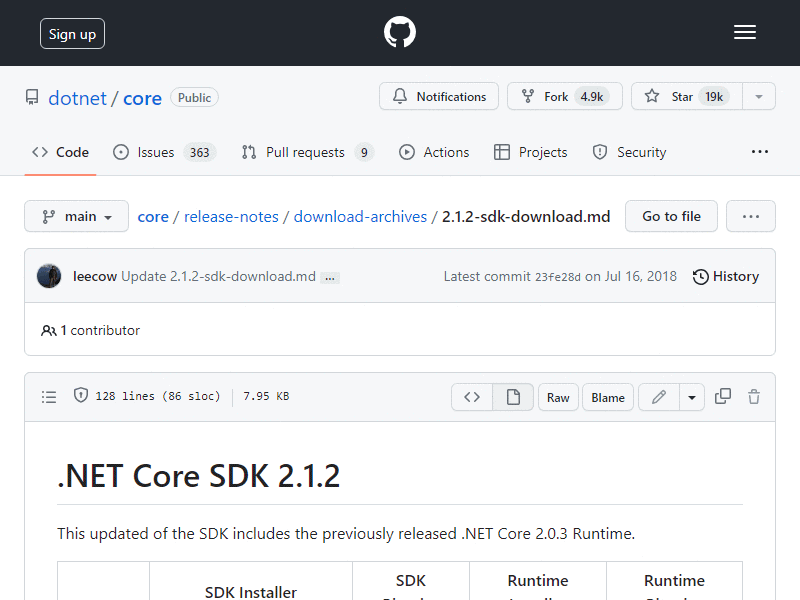 Sign up
dotnet / core Public
Notifications Fork 4.9k Star 19k
Code Issues 363 Pull requests 9 Actions Projects Security ...
main core / release-notes / download-archives / 2.1.2-sdk-download.md Go to file ...
leecow Update 2.1.2-sdk-download.md ... Latest commit 23fe28d on Jul 16, 2018 History
1 contributor
128 lines (86 sloc) 7.95 KB Raw Blame
.NET Core SDK 2.1.2
This updated of the SDK includes the previously released .NET Core 2.0.3 Runtime.
SDK Installer SDK Runtime Runtime